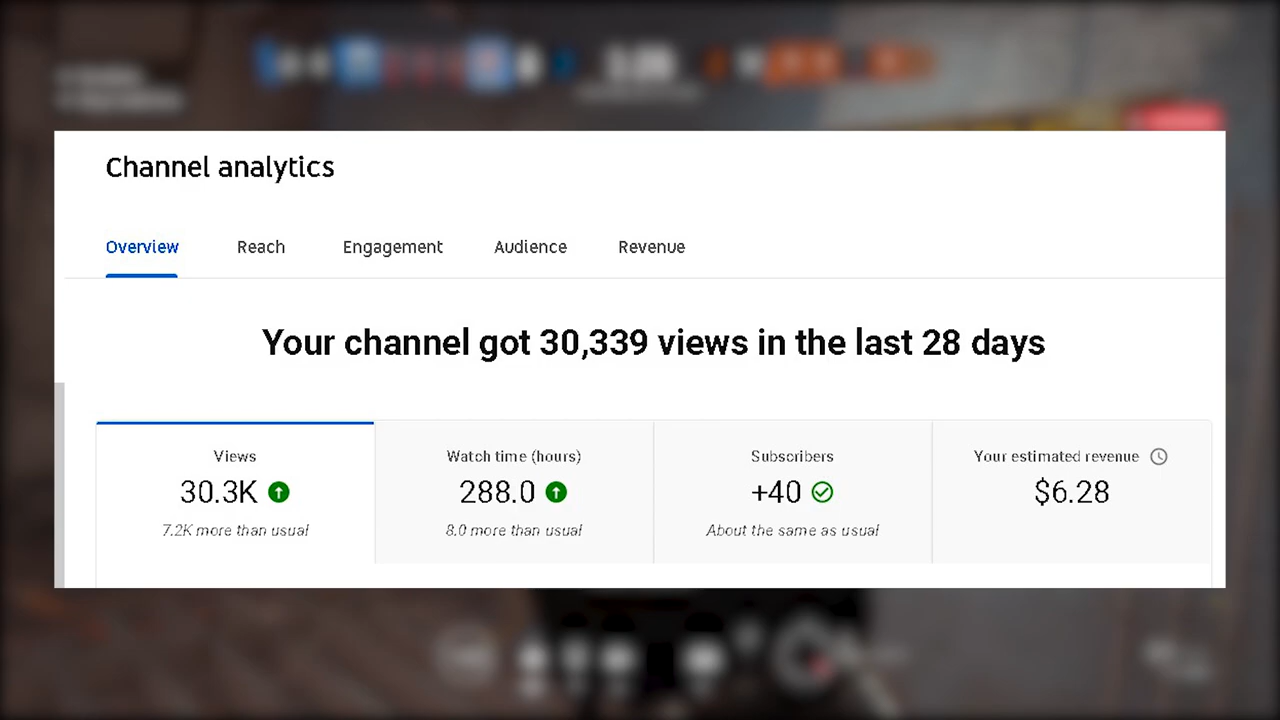 Channel analytics
Overview Reach Engagement Audience Revenue
Your channel got 30,339 views in the last 28 days
Views Watch time (hours) Subscribers Your estimated revenue
30.3K 288.0 +40 $6.28
7.2K more than usual 8.0 more than usual About the same as usual